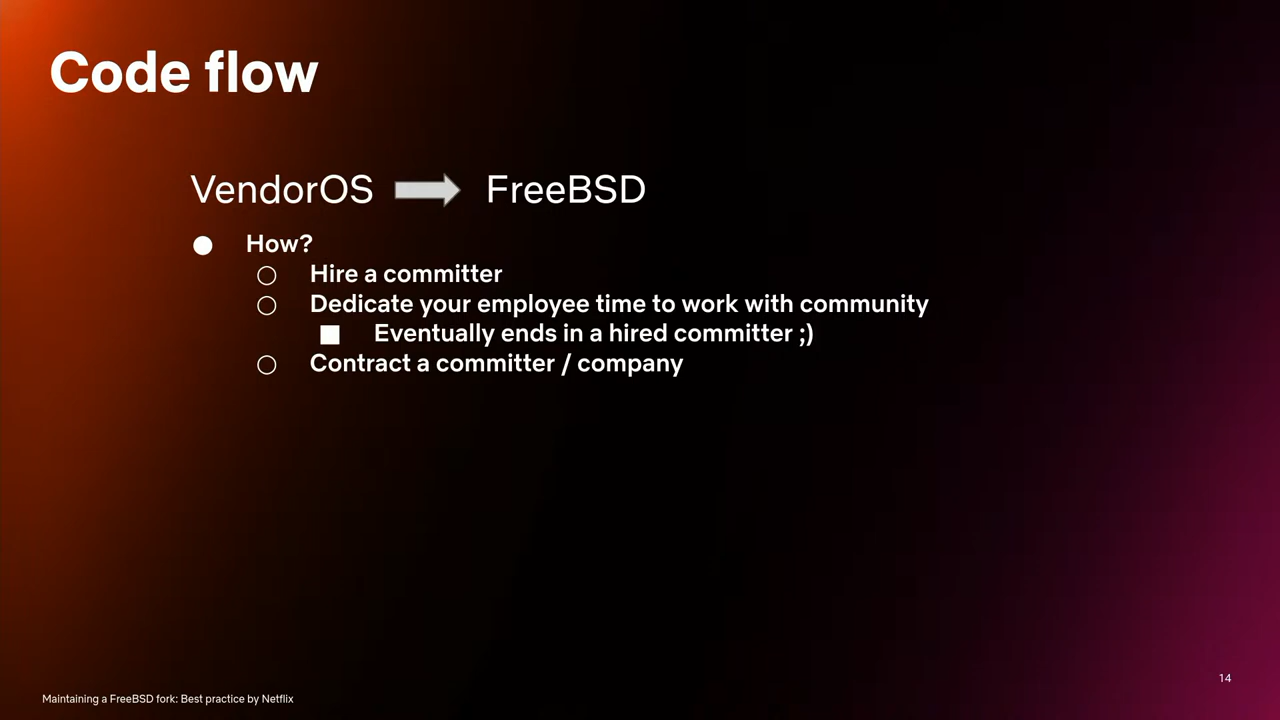 Code flow
VendorOS FreeBSD
● How?
○ Hire a committer
○ Dedicate your employee time to work with community
■ Eventually ends in a hired committer ;)
○ Contract a committer / company
14
Maintaining a FreeBSD fork: Best practice by Netflix